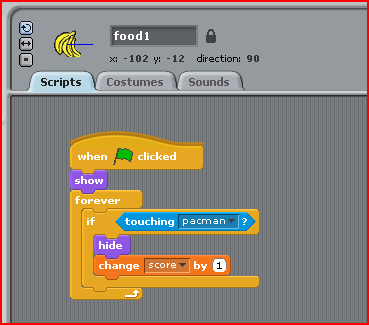 food1
x: -102 y: -12 direction: 90
Scripts Costumes Sounds
when clicked
show
forever
if touching pacman ?
hide
change score by 1